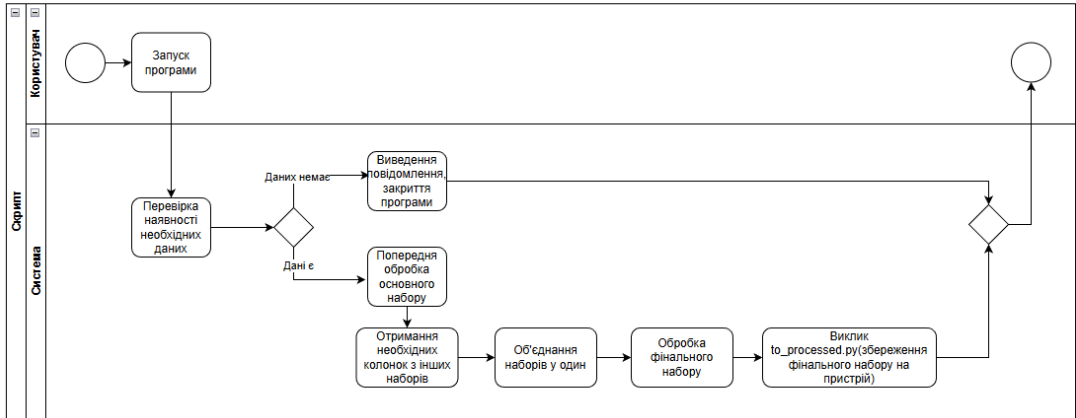 Скрипт
Користувач
Запуск
програми
Система
Перевірка
наявності
необхідних
даних
Даних немає
Виведення
повідомлення,
закриття
програми
Дані є
Попередня
обробка
основного
набору
Отримання
необхідних
колонок з інших
наборів
Об'єднання
наборів у один
Обробка
фінального
набору
Виклик
to_processed.py(збереження
фінального набору на
пристрій)